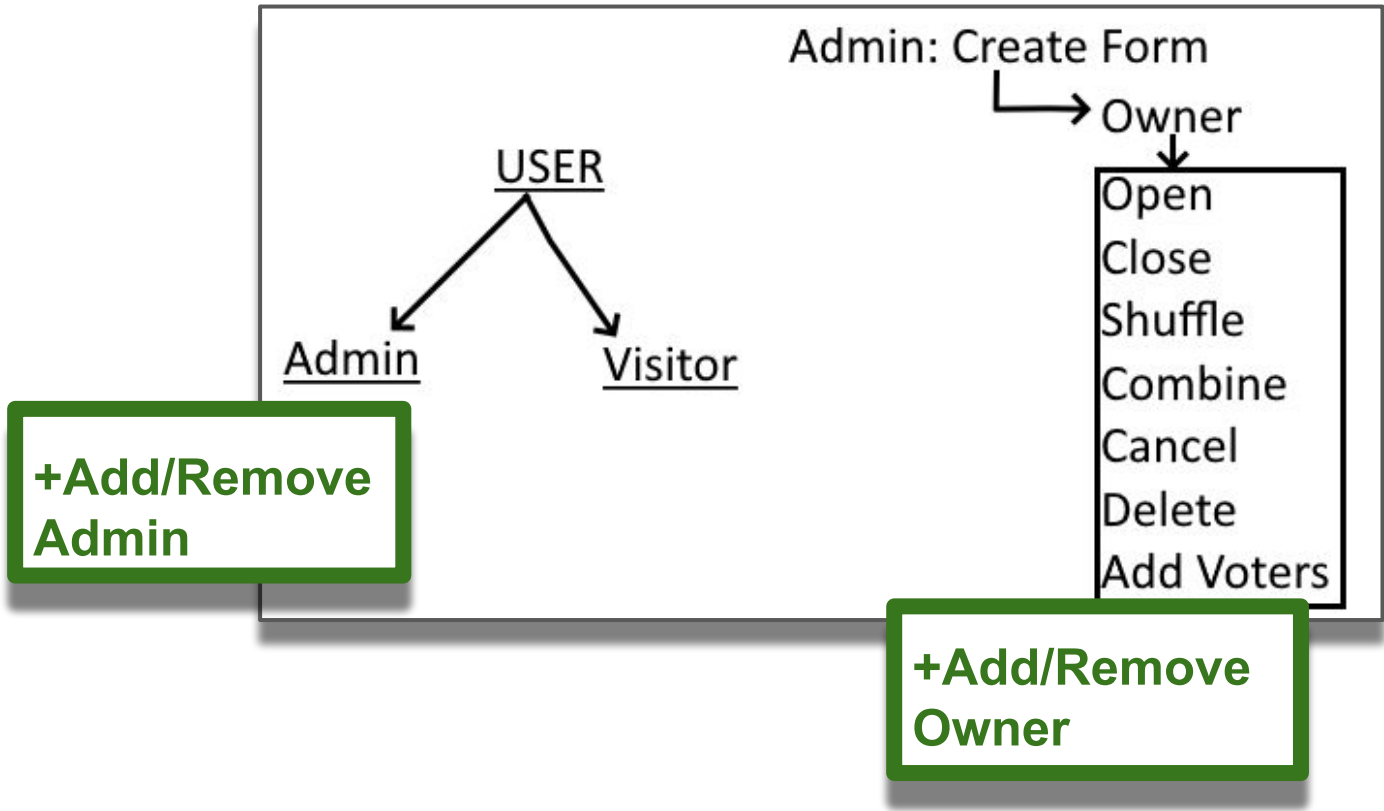 Admin: Create Form
Owner
USER
Admin
Visitor
Open
Close
Shuffle
Combine
Cancel
Delete
Add Voters
+Add/Remove
Admin
+Add/Remove
Owner